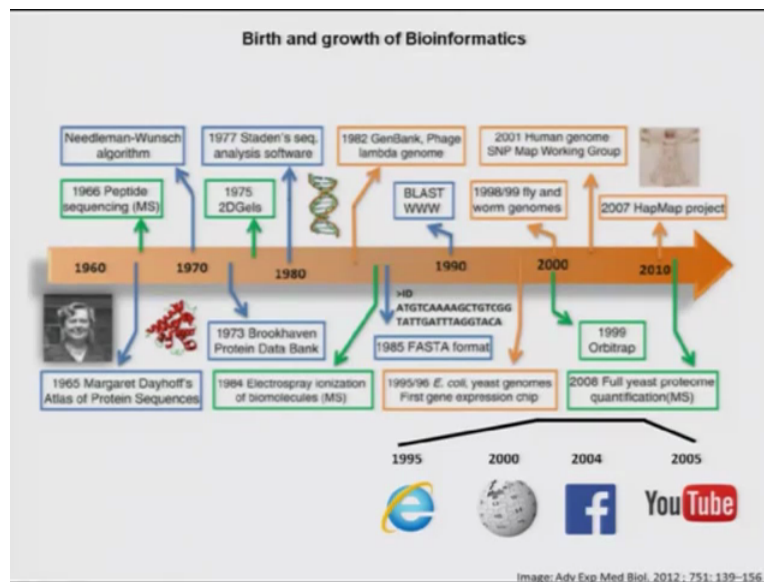 Birth and growth of Bioinformatics
Needleman-Wunsch
algorithm
1977 Staden's seq.
analysis software
1982 GenBank, Phage
lambda genome
2001 Human genome
SNP Map Working Group
1966 Peptide
sequencing (MS)
1975
2DGels
BLAST
WWW
1998/99 fly and
worm genomes
2007 HapMap project
1960
1970
1980
1990
2000
2010
>ID
ATGTCAAAAGCTGTCGG
TATTGATTTAGGTACA
1973 Brookhaven
Protein Data Bank
1985 FASTA format
1999
Orbitrap
1965 Margaret Dayhoff's
Atlas of Protein Sequences
1984 Electrospray ionization
of biomolecules (MS)
1995/96 E. coli, yeast genomes
First gene expression chip
2008 Full yeast proteome
quantification(MS)
1995
2000
2004
2005
YouTube
Image: Adv Exp Med Biol. 2012 ; 751: 139–156